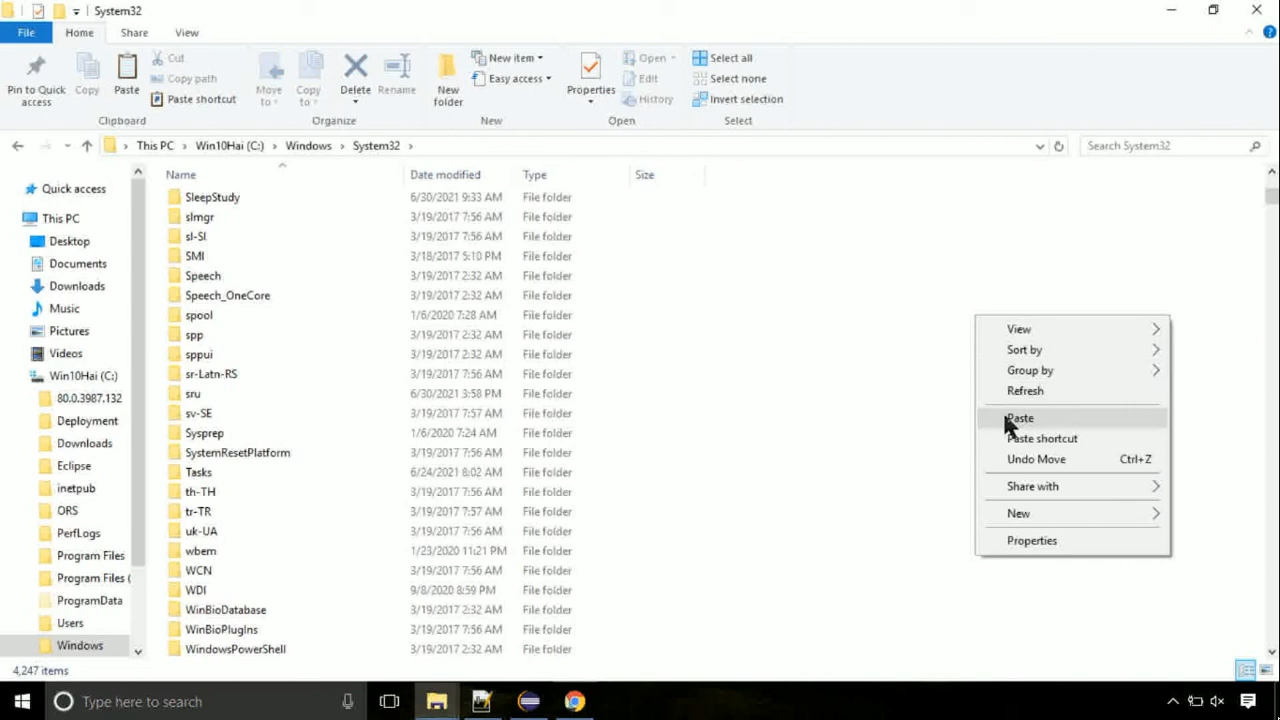 System32
File Home Share View
Pin to Quick access
Copy
Paste
Cut
Copy path
Paste shortcut
Move to
Copy to
Delete
Rename
New folder
New item
Easy access
Properties
Open
Edit
History
Select all
Select none
Invert selection
Clipboard Organize New Open Select
This PC Win10Hai (C:) Windows System32
Search System32
Name Date modified Type Size
Quick access
This PC
Desktop
Documents
Downloads
Music
Pictures
Videos
Win10Hai (C:)
80.0.3987.132
Deployment
Downloads
Eclipse
inetpub
ORS
PerfLogs
Program Files
Program Files (
ProgramData
Users
Windows
SleepStudy 6/30/2021 9:33 AM File folder
slmgr 3/19/2017 7:56 AM File folder
sl-SI 3/19/2017 7:56 AM File folder
SMI 3/18/2017 5:10 PM File folder
Speech 3/19/2017 2:32 AM File folder
Speech_OneCore 3/19/2017 2:32 AM File folder
spool 1/6/2020 7:28 AM File folder
spp 3/19/2017 2:32 AM File folder
sppui 3/19/2017 2:32 AM File folder
sr-Latn-RS 3/19/2017 7:56 AM File folder
sru 6/30/2021 3:58 PM File folder
sv-SE 3/19/2017 7:57 AM File folder
Sysprep 1/6/2020 7:24 AM File folder
SystemResetPlatform 3/19/2017 7:56 AM File folder
Tasks 6/24/2021 8:02 AM File folder
th-TH 3/19/2017 7:56 AM File folder
tr-TR 3/19/2017 7:57 AM File folder
uk-UA 3/19/2017 7:56 AM File folder
wbem 1/23/2020 11:21 PM File folder
WCN 3/19/2017 7:56 AM File folder
WDI 9/8/2020 8:59 PM File folder
WinBioDatabase 3/19/2017 2:32 AM File folder
WinBioPlugIns 3/19/2017 7:56 AM File folder
WindowsPowerShell 3/19/2017 2:32 AM File folder
View
Sort by
Group by
Refresh
Paste
Paste shortcut
Undo Move Ctrl+Z
Share with
New
Properties
4,247 items
Type here to search